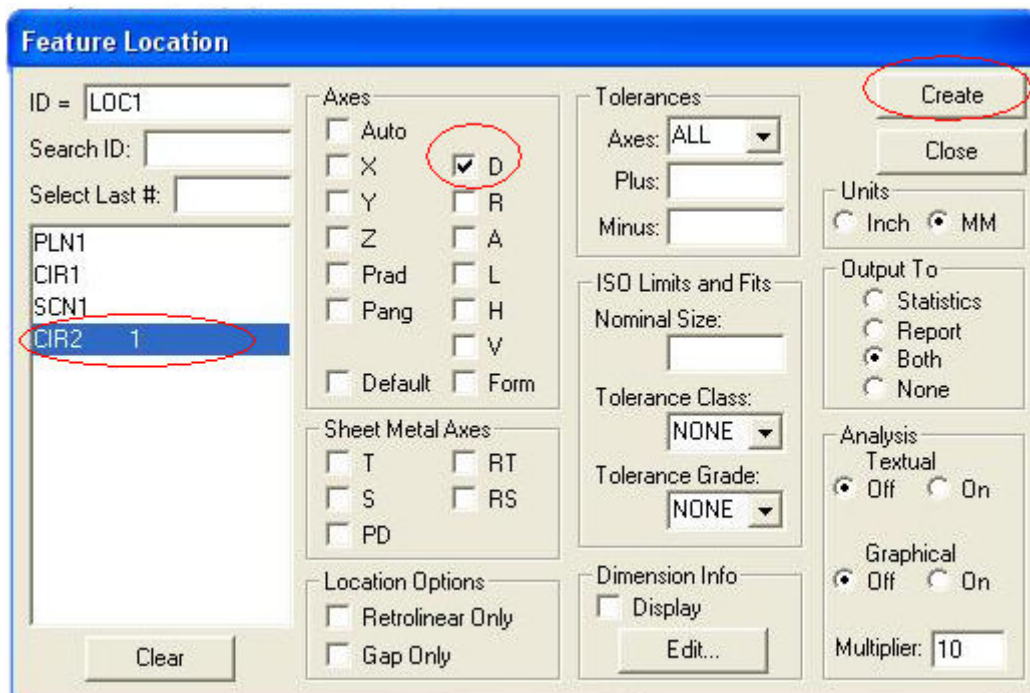 Feature Location
ID = LOC1
Search ID:
Select Last #:
PLN1
CIR1
SCN1
CIR2 1
Clear
Axes
Auto
X D
Y R
Z A
Prad L
Pang H
V
Default Form
Sheet Metal Axes
T RT
S RS
PD
Location Options
Retrolinear Only
Gap Only
Tolerances
Axes: ALL
Plus:
Minus:
ISO Limits and Fits
Nominal Size:
Tolerance Class:
NONE
Tolerance Grade:
NONE
Dimension Info
Display
Edit...
Create
Close
Units
Inch MM
Output To
Statistics
Report
Both
None
Analysis
Textual
Off On
Graphical
Off On
Multiplier: 10